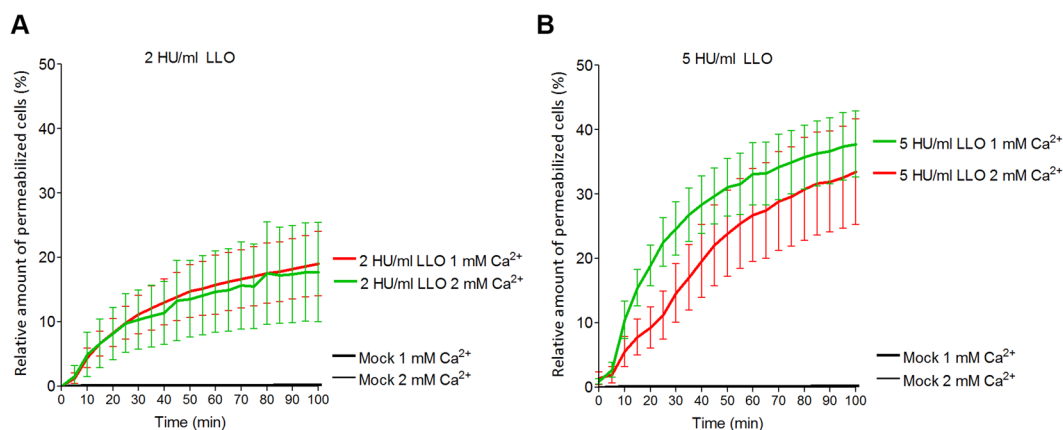 A
2 HU/ml LLO
Relative amount of permeabilized cells (%)
50
40
30
20
10
0
0 10 20 30 40 50 60 70 80 90 100
Time (min)
2 HU/ml LLO 1 mM Ca²⁺
2 HU/ml LLO 2 mM Ca²⁺
Mock 1 mM Ca²⁺
Mock 2 mM Ca²⁺
B
5 HU/ml LLO
Relative amount of permeabilized cells (%)
50
40
30
20
10
0
0 10 20 30 40 50 60 70 80 90 100
Time (min)
5 HU/ml LLO 1 mM Ca²⁺
5 HU/ml LLO 2 mM Ca²⁺
Mock 1 mM Ca²⁺
Mock 2 mM Ca²⁺